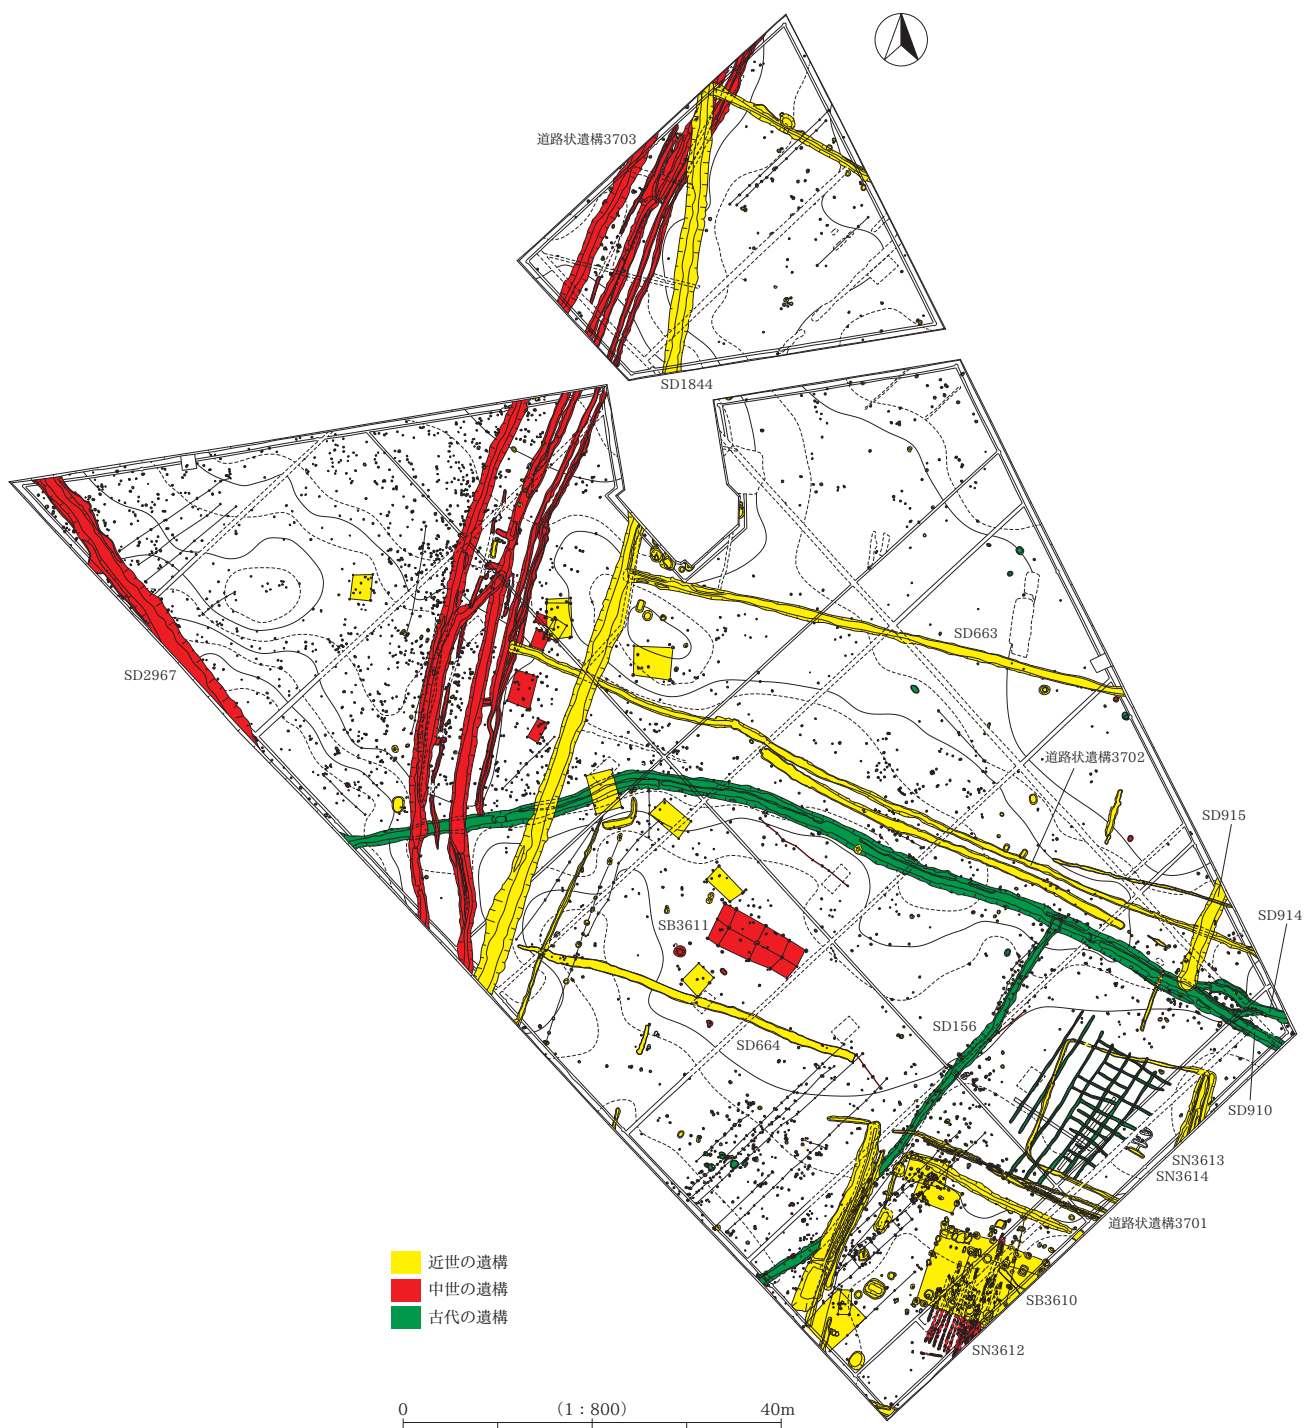 道路状遺構3703
SD1844
SD663
SD2967
道路状遺構3702
SD915
SD914
SB3611
SD156
SD664
SD910
SN3613
SN3614
道路状遺構3701
近世の遺構
中世の遺構
古代の遺構
SB3610
SN3612
0 (1：800) 40m